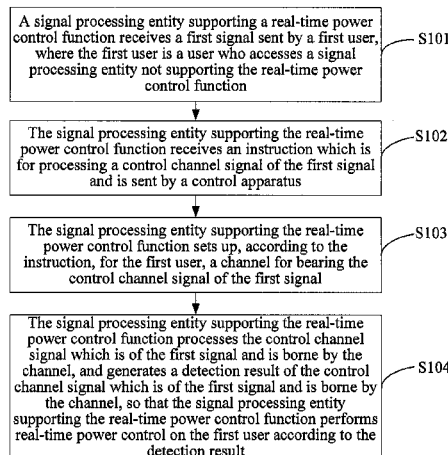 A signal processing entity supporting a real-time power
control function receives a first signal sent by a first user,
where the first user is a user who accesses a signal
processing entity not supporting the real-time power
control function
S101
The signal processing entity supporting the real-time
power control function receives an instruction which is
for processing a control channel signal of the first signal
and is sent by a control apparatus
S102
The signal processing entity supporting the real-time
power control function sets up, according to the
instruction, for the first user, a channel for bearing the
control channel signal of the first signal
S103
The signal processing entity supporting the real-time
power control function processes the control channel
signal which is of the first signal and is borne by the
channel, and generates a detection result of the control
channel signal which is of the first signal and is borne by
the channel, so that the signal processing entity
supporting the real-time power control function performs
real-time power control on the first user according to the
detection result
S104